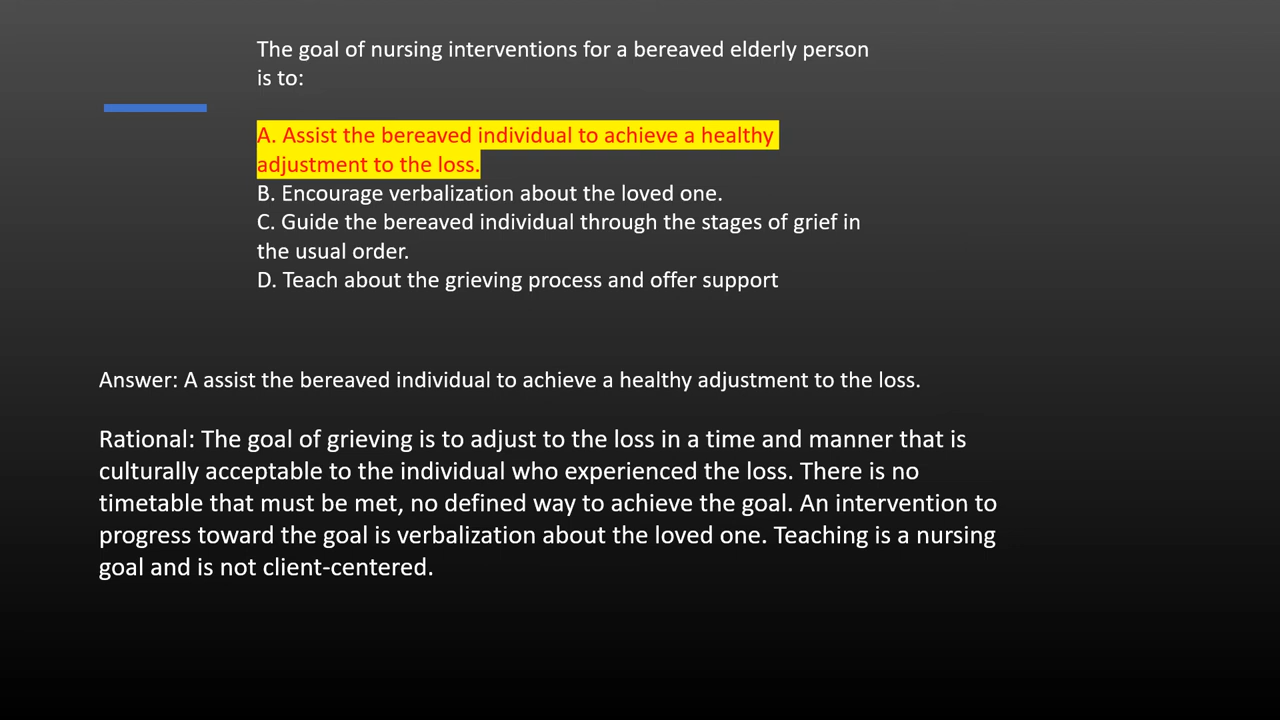 The goal of nursing interventions for a bereaved elderly person
is to:
A. Assist the bereaved individual to achieve a healthy
adjustment to the loss.
B. Encourage verbalization about the loved one.
C. Guide the bereaved individual through the stages of grief in
the usual order.
D. Teach about the grieving process and offer support
Answer: A assist the bereaved individual to achieve a healthy adjustment to the loss.
Rational: The goal of grieving is to adjust to the loss in a time and manner that is
culturally acceptable to the individual who experienced the loss. There is no
timetable that must be met, no defined way to achieve the goal. An intervention to
progress toward the goal is verbalization about the loved one. Teaching is a nursing
goal and is not client-centered.